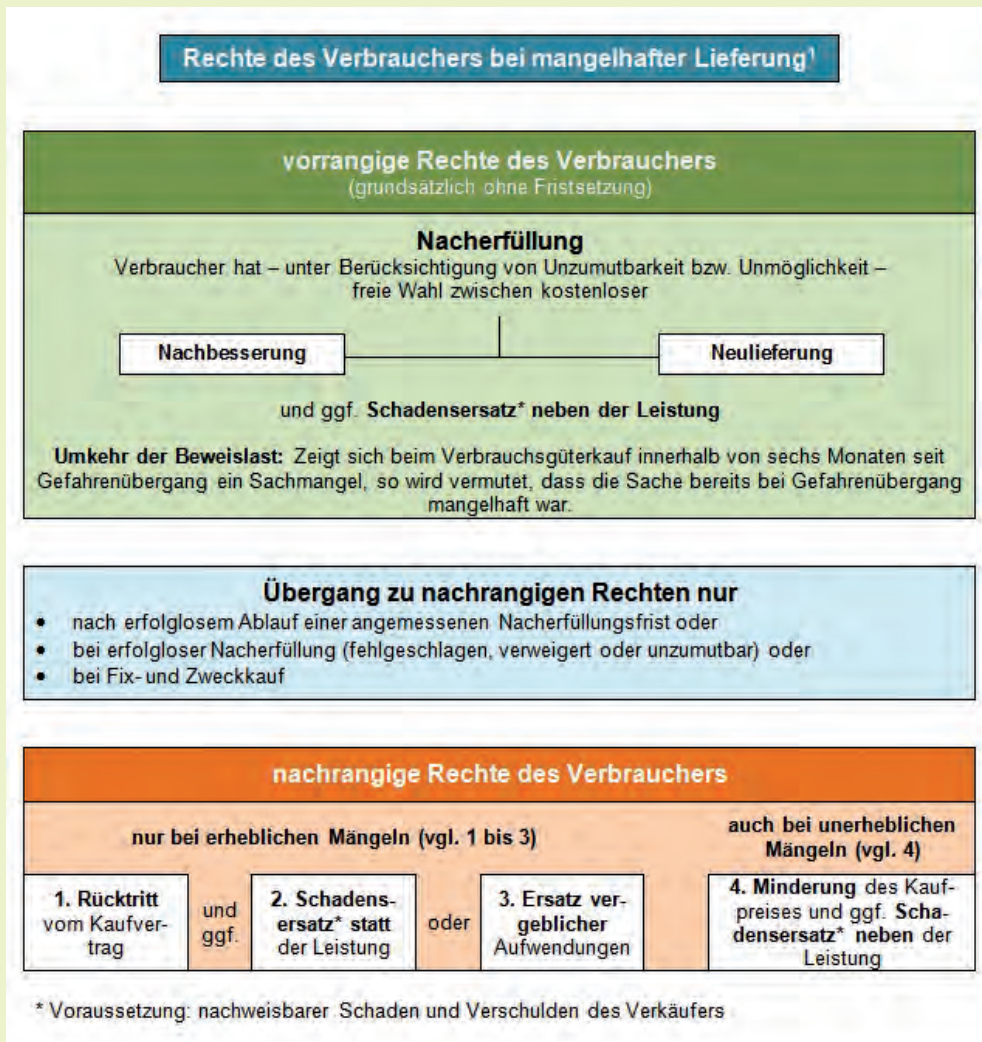 Rechte des Verbrauchers bei mangelhafter Lieferung¹
vorrangige Rechte des Verbrauchers
(grundsätzlich ohne Fristsetzung)
Nacherfüllung
Verbraucher hat – unter Berücksichtigung von Unzumutbarkeit bzw. Unmöglichkeit –
freie Wahl zwischen kostenloser
Nachbesserung
Neulieferung
und ggf. Schadensersatz* neben der Leistung
Umkehr der Beweislast: Zeigt sich beim Verbrauchsgüterkauf innerhalb von sechs Monaten seit
Gefahrenübergang ein Sachmangel, so wird vermutet, dass die Sache bereits bei Gefahrenübergang
mangelhaft war.
Übergang zu nachrangigen Rechten nur
• nach erfolglosem Ablauf einer angemessenen Nacherfüllungsfrist oder
• bei erfolgloser Nacherfüllung (fehlgeschlagen, verweigert oder unzumutbar) oder
• bei Fix- und Zweckkauf
nachrangige Rechte des Verbrauchers
nur bei erheblichen Mängeln (vgl. 1 bis 3)
auch bei unerheblichen
Mängeln (vgl. 4)
1. Rücktritt
vom Kaufver-
trag
und
ggf.
2. Schadens-
ersatz* statt
der Leistung
oder
3. Ersatz ver-
geblicher
Aufwendungen
4. Minderung des Kauf-
preises und ggf. Scha-
densersatz* neben der
Leistung
* Voraussetzung: nachweisbarer Schaden und Verschulden des Verkäufers